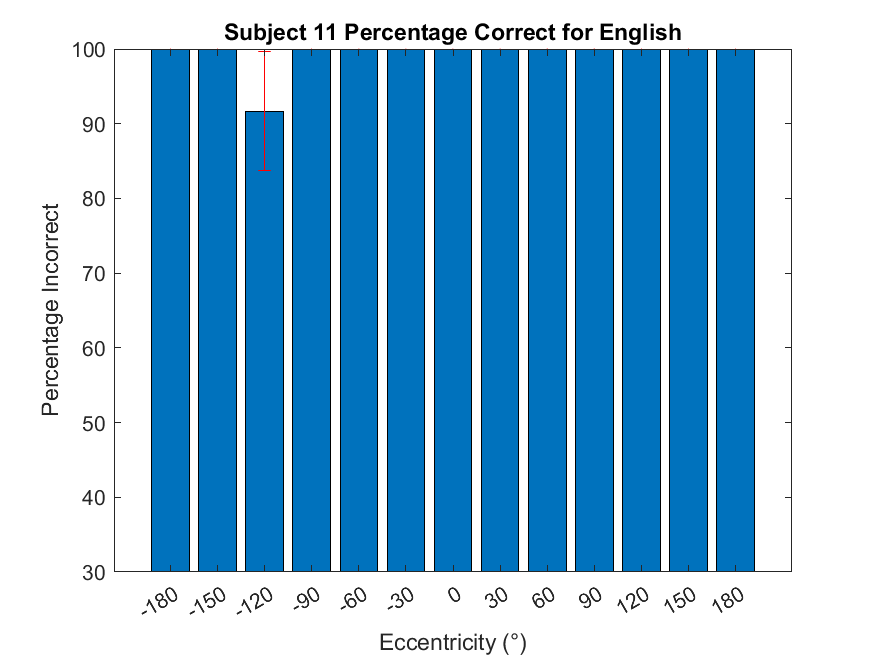 Subject 11 Percentage Correct for English
100
90
80
70
60
50
40
30
Percentage Incorrect
-180 -150 -120 -90 -60 -30 0 30 60 90 120 150 180
Eccentricity (°)